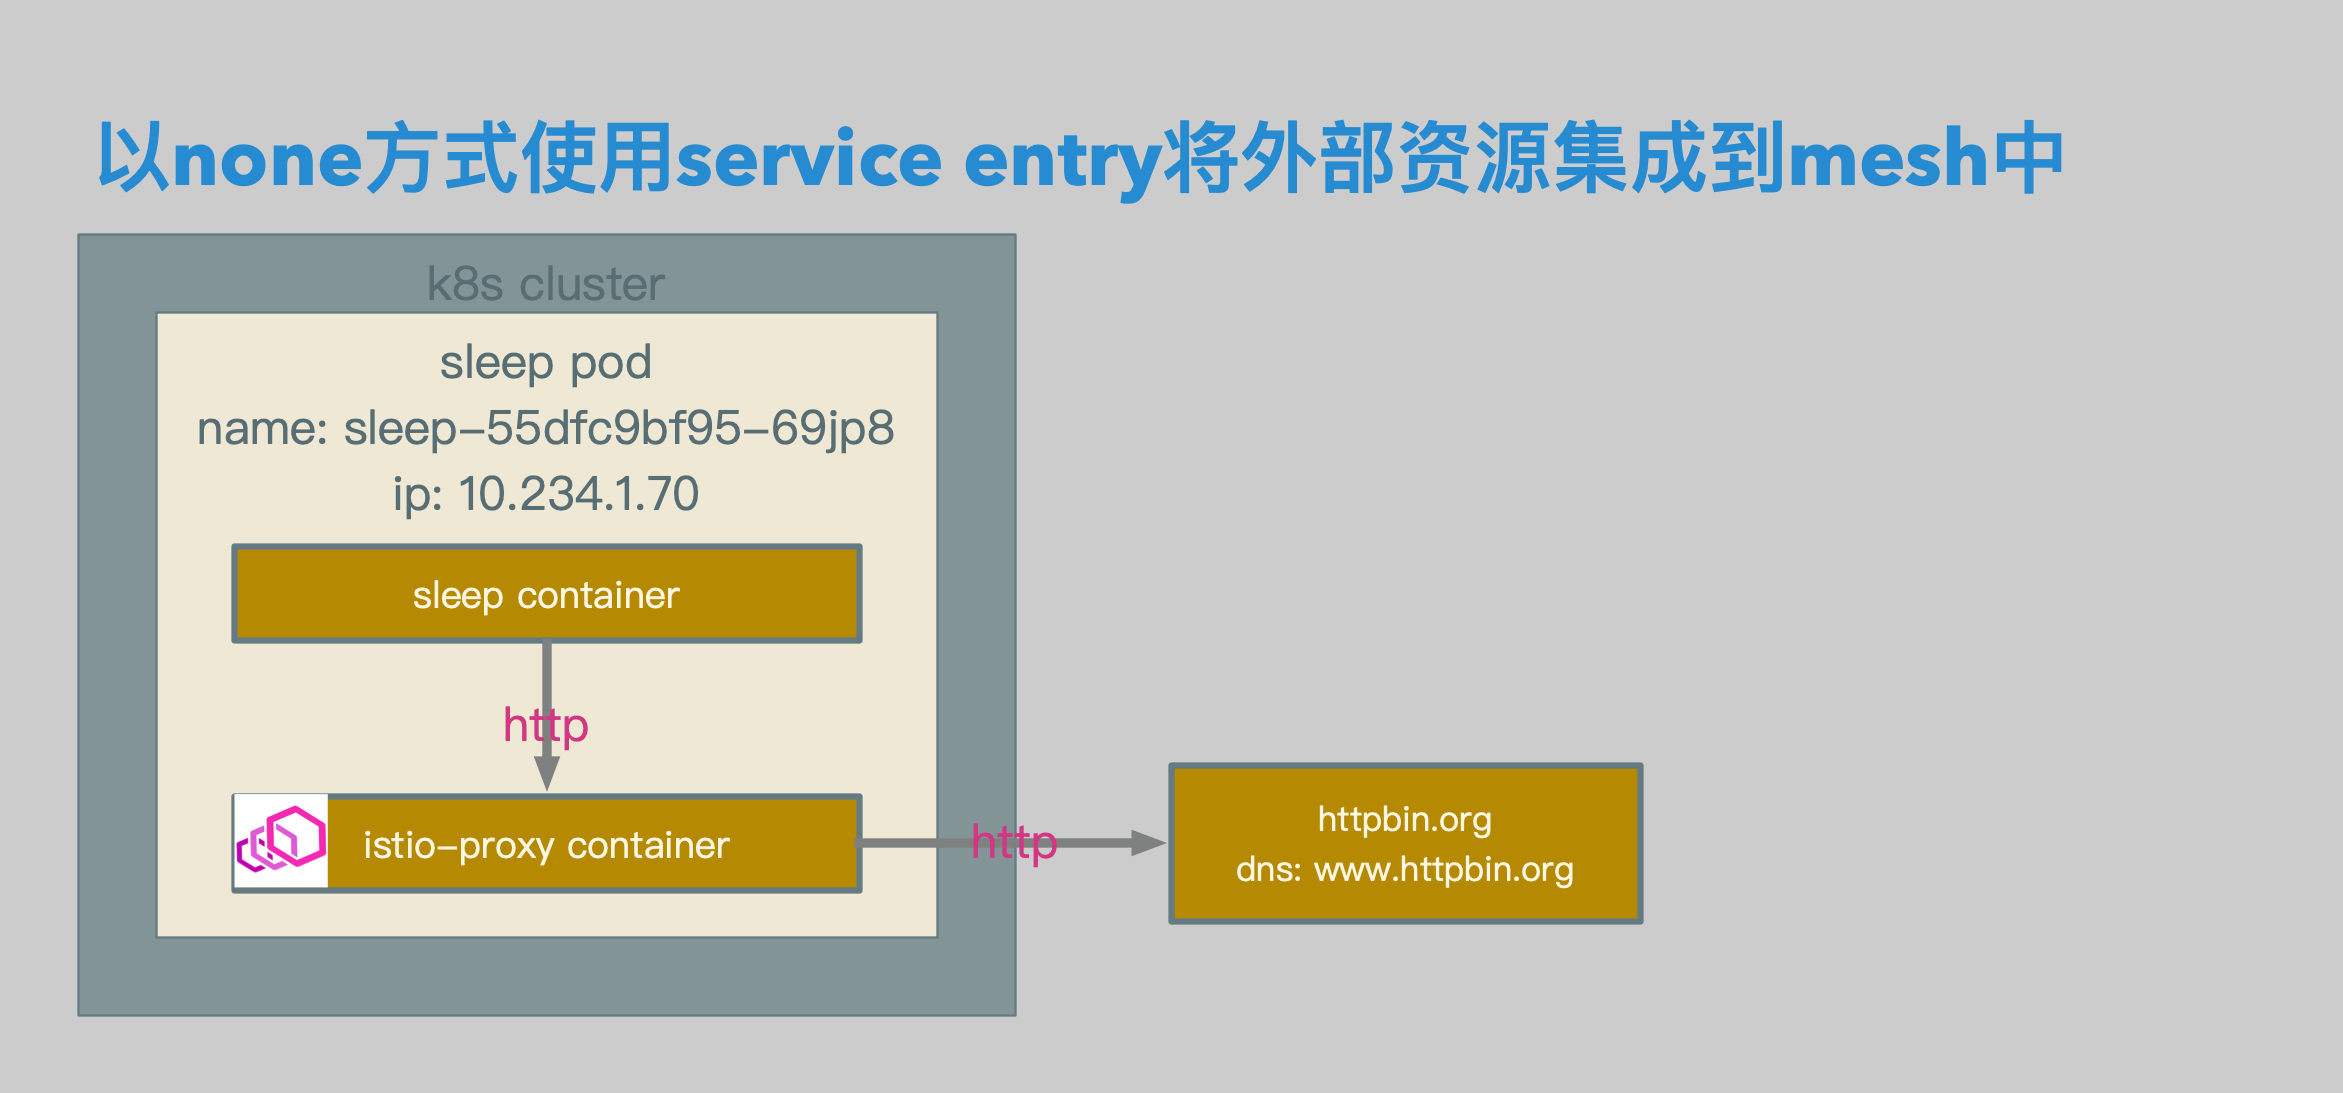 以none方式使用service entry将外部资源集成到mesh中
k8s cluster
sleep pod
name: sleep-55dfc9bf95-69jp8
ip: 10.234.1.70
sleep container
http
istio-proxy container
http
httpbin.org
dns: www.httpbin.org